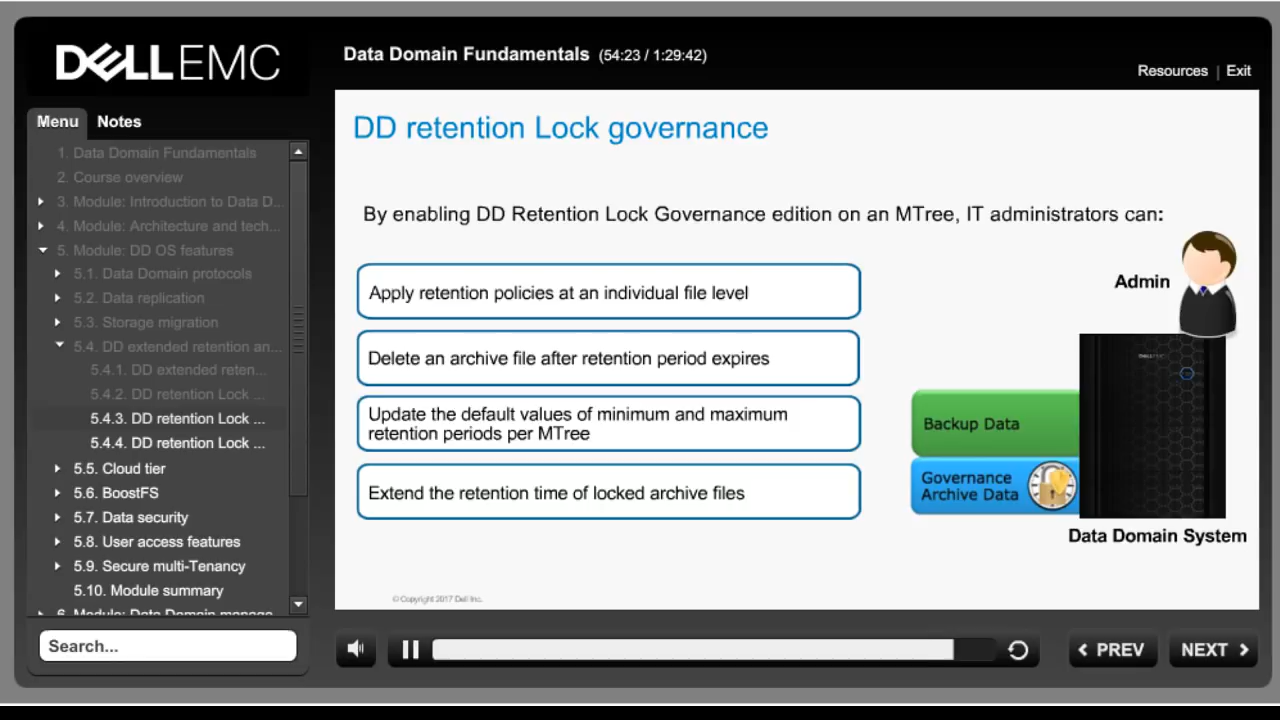 DELLEMC
Data Domain Fundamentals (54:23 / 1:29:42)
Resources | Exit
Menu Notes
1. Data Domain Fundamentals
2. Course overview
3. Module: Introduction to Data D...
4. Module: Architecture and tech...
5. Module: DD OS features
5.1. Data Domain protocols
5.2. Data replication
5.3. Storage migration
5.4. DD extended retention an...
5.4.1. DD extended reten...
5.4.2. DD retention Lock ...
5.4.3. DD retention Lock ...
5.4.4. DD retention Lock ...
5.5. Cloud tier
5.6. BoostFS
5.7. Data security
5.8. User access features
5.9. Secure multi-Tenancy
5.10. Module summary
6. Module: Data Domain manage...
Search...
DD retention Lock governance
By enabling DD Retention Lock Governance edition on an MTree, IT administrators can:
Apply retention policies at an individual file level
Delete an archive file after retention period expires
Update the default values of minimum and maximum
retention periods per MTree
Extend the retention time of locked archive files
Admin
DELLEMC
Backup Data
Governance
Archive Data
Data Domain System
© Copyright 2017 Dell Inc.
PREV
NEXT